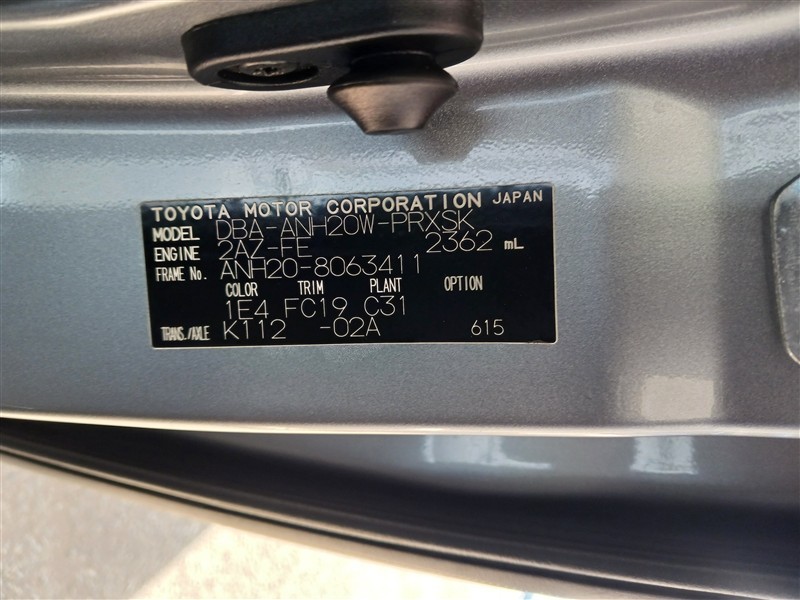 TOYOTA MOTOR CORPORATION JAPAN
MODEL DBA-ANH20W-PRXSK
ENGINE 2AZ-FE 2362 mL
FRAME No. ANH20-8063411
COLOR TRIM PLANT OPTION
1E4 FC19 C31
TRANS./AXLE K112 -02A 615